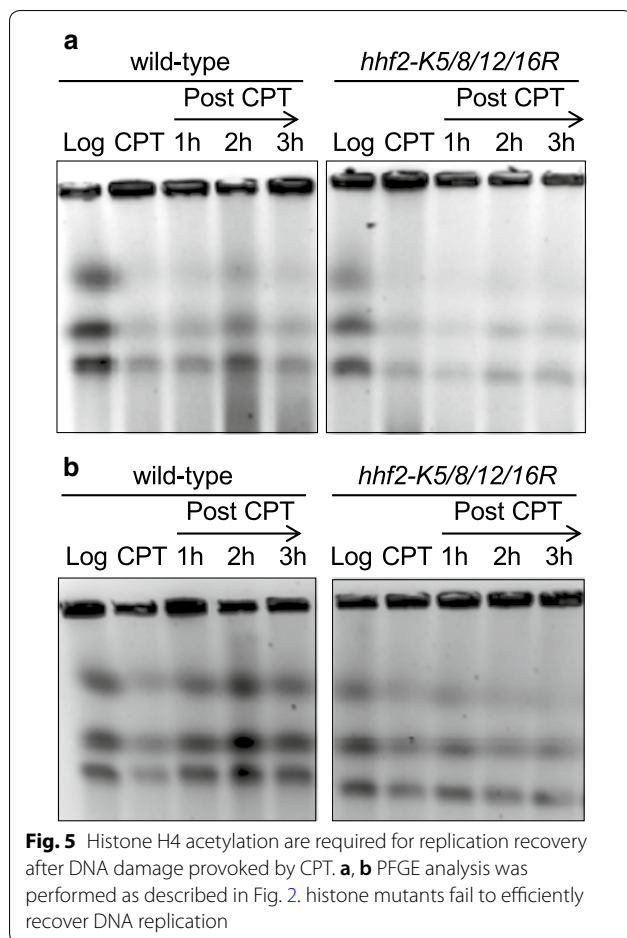 a
wild-type hhf2-K5/8/12/16R
Post CPT Post CPT
Log CPT 1h 2h 3h Log CPT 1h 2h 3h
b
wild-type hhf2-K5/8/12/16R
Post CPT Post CPT
Log CPT 1h 2h 3h Log CPT 1h 2h 3h
Fig. 5 Histone H4 acetylation are required for replication recovery
after DNA damage provoked by CPT. a, b PFGE analysis was
performed as described in Fig. 2. histone mutants fail to efficiently
recover DNA replication